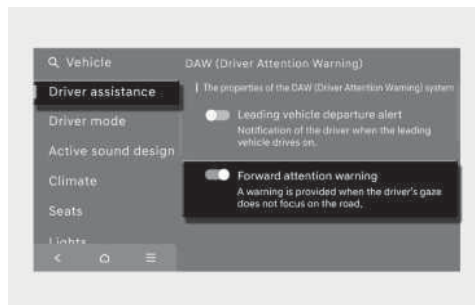 Vehicle
Driver assistance
Driver mode
Active sound design
Climate
Seats
Lights
DAW (Driver Attention Warning)
The properties of the DAW (Driver Attention Warning) system
Leading vehicle departure alert
Notification of the driver when the leading
vehicle drives on.
Forward attention warning
A warning is provided when the driver's gaze
does not focus on the road.